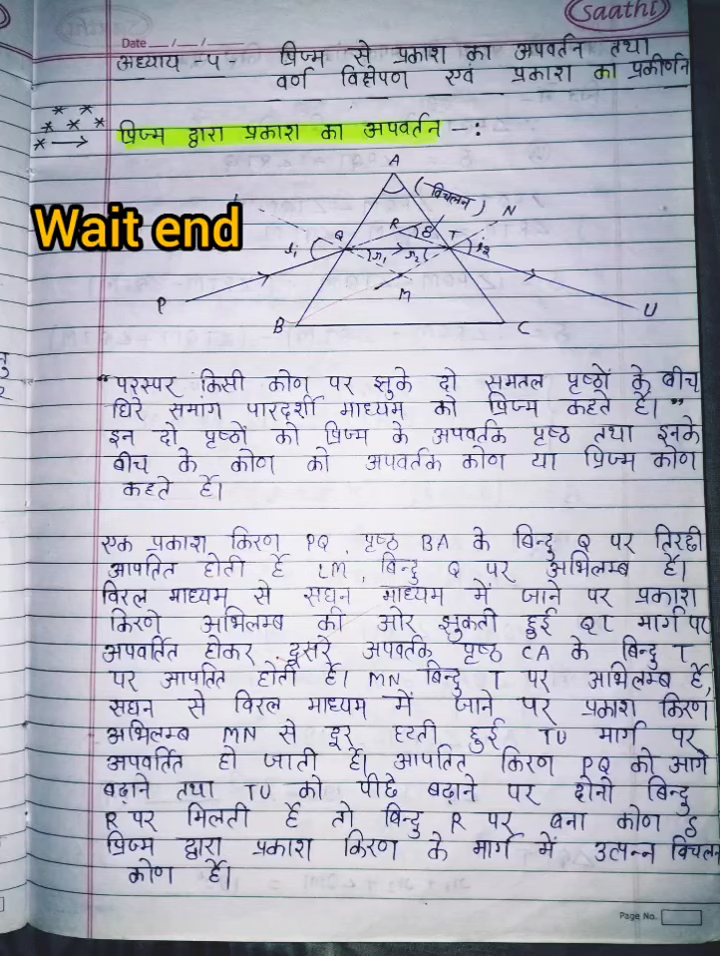 Saathi
Date __/__/__
अध्याय -५- प्रिज्म से प्रकाश का अपवर्तन तथा
वर्ण विक्षेपण एवं प्रकाश का प्रकीर्णन
प्रिज्म द्वारा प्रकाश का अपवर्तन -:
A
(विचलन)
N
Wait end
R
δ
Q
T
i₁
r₁
r₂
i₂
M
P
U
B
C
"परस्पर किसी कोण पर झुके दो समतल पृष्ठों के बीच
घिरे समांग पारदर्शी माध्यम को प्रिज्म कहते है।"
इन दो पृष्ठों को प्रिज्म के अपवर्तक पृष्ठ तथा इनके
बीच के कोण को अपवर्तक कोण या प्रिज्म कोण
कहते हैं।
एक प्रकाश किरण PQ, पृष्ठ BA के बिन्दु Q पर तिरछी
आपतित होती हैं LM, बिन्दु Q पर अभिलम्ब है।
विरल माध्यम से सघन माध्यम में जाने पर प्रकाश
किरणे अभिलम्ब की ओर झुकती हुई QT मार्ग पर
अपवर्तित होकर दूसरे अपवर्तक पृष्ठ CA के बिन्दु T
पर आपतित होती हैं। MN बिन्दु T पर अभिलम्ब है,
सघन से विरल माध्यम में जाने पर प्रकाश किरण
अभिलम्ब MN से दूर हटती हुई TU मार्ग पर
अपवर्तित हो जाती हैं। आपतित किरण PQ को आगे
बढ़ाने तथा TU को पीछे बढ़ाने पर दोनो बिन्दु
R पर मिलती हैं तो बिन्दु R पर बना कोण δ
प्रिज्म द्वारा प्रकाश किरण के मार्ग में उत्पन्न विचलन
कोण हैं।
Page No.